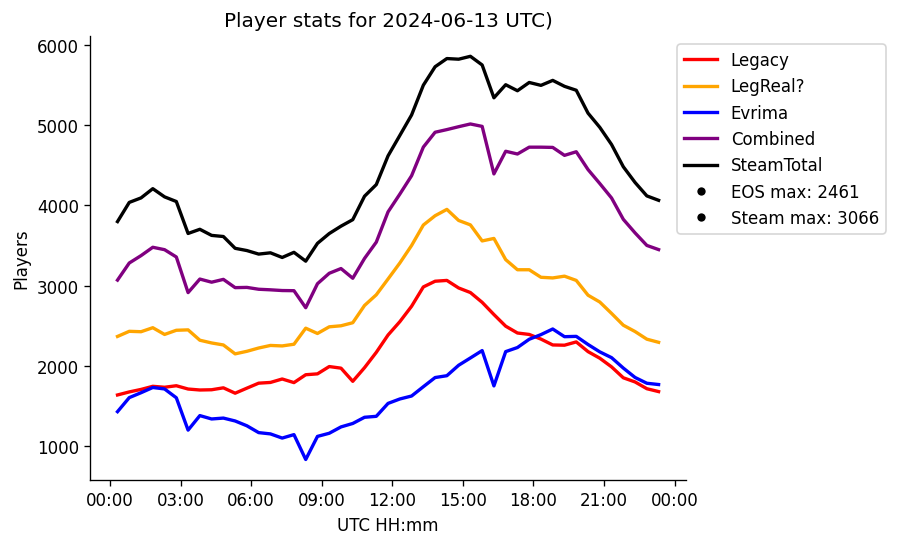 Player stats for 2024-06-13 UTC)
6000
5000
4000
3000
2000
1000
Players
00:00 03:00 06:00 09:00 12:00 15:00 18:00 21:00 00:00
UTC HH:mm
Legacy
LegReal?
Evrima
Combined
SteamTotal
EOS max: 2461
Steam max: 3066